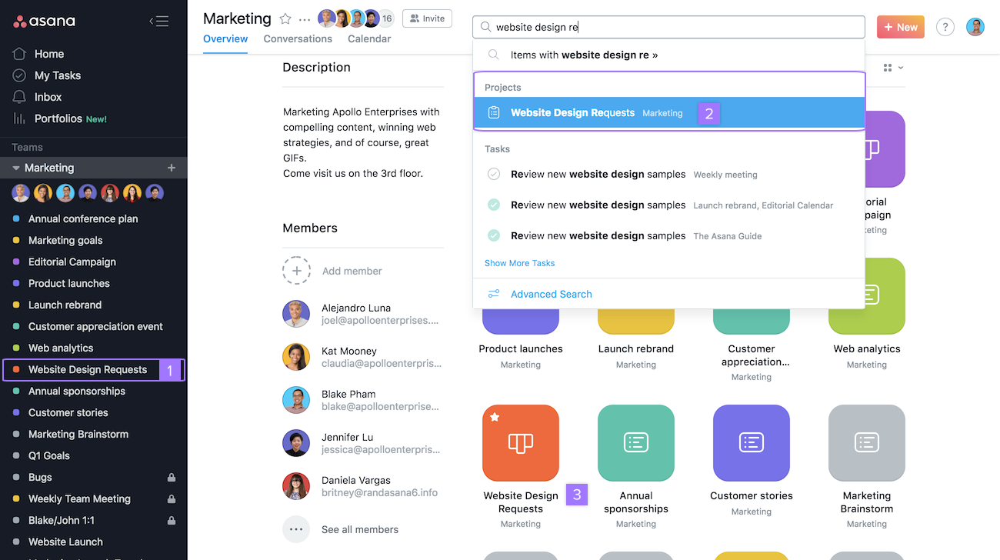 asana
Home
My Tasks
Inbox
Portfolios New!
Teams
Marketing
Annual conference plan
Marketing goals
Editorial Campaign
Product launches
Launch rebrand
Customer appreciation event
Web analytics
Website Design Requests 1
Annual sponsorships
Customer stories
Marketing Brainstorm
Q1 Goals
Bugs
Weekly Team Meeting
Blake/John 1:1
Website Launch
Marketing
16
Invite
Overview Conversations Calendar
website design re
+ New
?
Description
Marketing Apollo Enterprises with
compelling content, winning web
strategies, and of course, great
GIFs.
Come visit us on the 3rd floor.
Members
Add member
Alejandro Luna
joel@apolloenterprises....
Kat Mooney
claudia@apolloenterpris...
Blake Pham
blake@apolloenterprise...
Jennifer Lu
jessica@apolloenterpris...
Daniela Vargas
britney@randasana6.info
See all members
Items with website design re »
Projects
Website Design Requests Marketing 2
Tasks
Review new website design samples Weekly meeting
Review new website design samples Launch rebrand, Editorial Calendar
Review new website design samples The Asana Guide
Show More Tasks
Advanced Search
orial
paign
keting
Product launches
Marketing
Launch rebrand
Marketing
Customer
appreciation...
Marketing
Web analytics
Marketing
Website Design
Requests
Marketing
3
Annual
sponsorships
Marketing
Customer stories
Marketing
Marketing
Brainstorm
Marketing